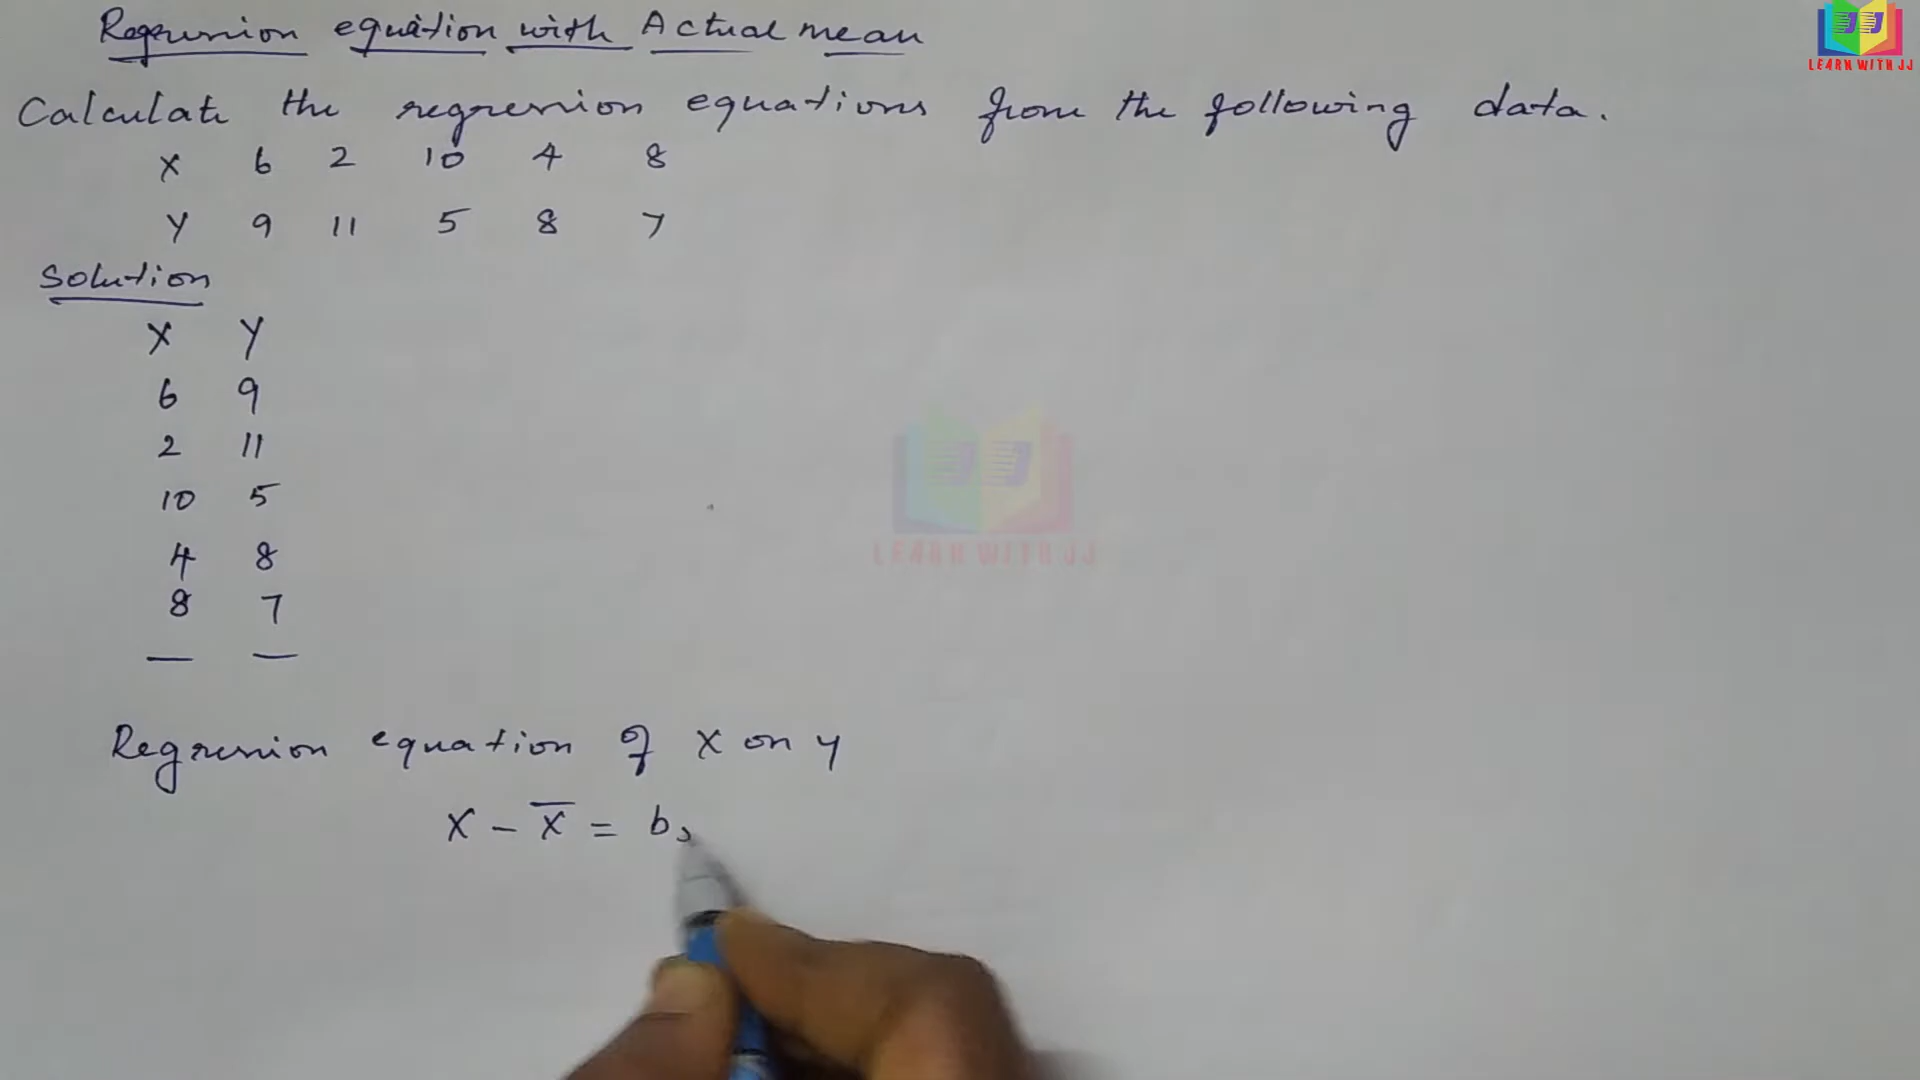 Regression equation with Actual mean
LEARN WITH JJ
Calculate the regression equations from the following data.
X 6 2 10 4 8
Y 9 11 5 8 7
Solution
X Y
6 9
2 11
10 5
4 8
8 7
LEARN WITH JJ
Regression equation of X on y
X - X̅ = b